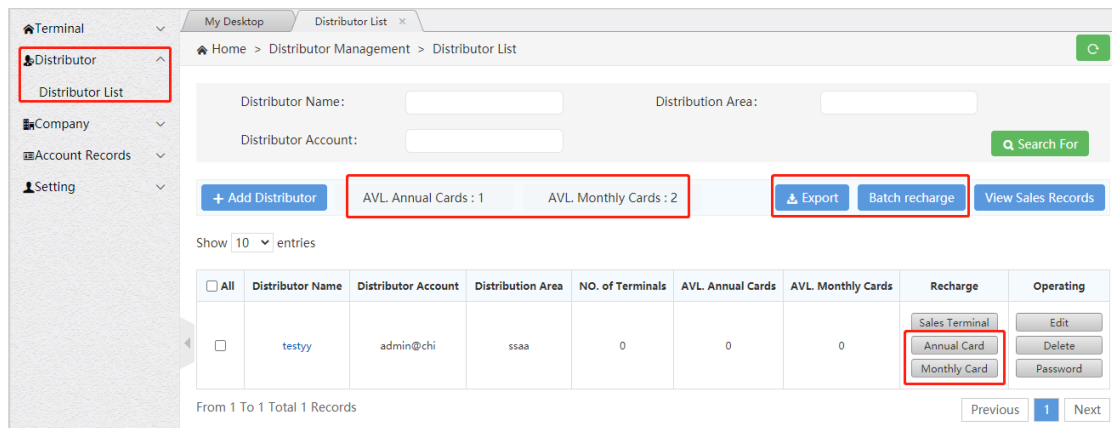 My Desktop Distributor List ×
Terminal
Home > Distributor Management > Distributor List
Distributor
Distributor List
Company
Account Records
Setting
Distributor Name: Distribution Area:
Distributor Account:
Search For
+ Add Distributor AVL. Annual Cards : 1 AVL. Monthly Cards : 2 Export Batch recharge View Sales Records
Show 10 entries
All Distributor Name Distributor Account Distribution Area NO. of Terminals AVL. Annual Cards AVL. Monthly Cards Recharge Operating
Sales Terminal Edit
testyy admin@chi ssaa 0 0 0 Annual Card Delete
Monthly Card Password
From 1 To 1 Total 1 Records
Previous 1 Next